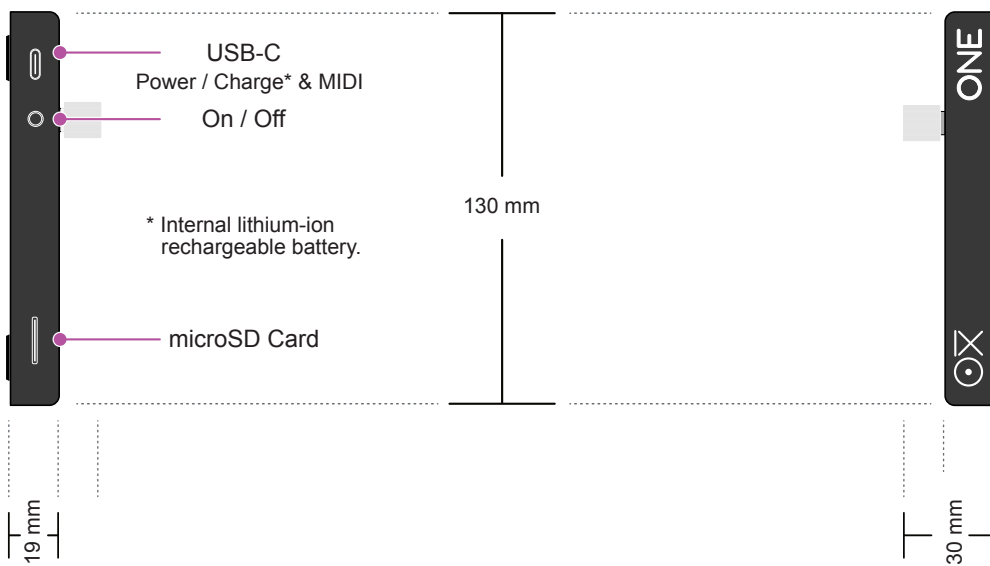 USB-C
Power / Charge* & MIDI
On / Off
* Internal lithium-ion
rechargeable battery.
130 mm
microSD Card
ONE
OXI
19 mm
30 mm